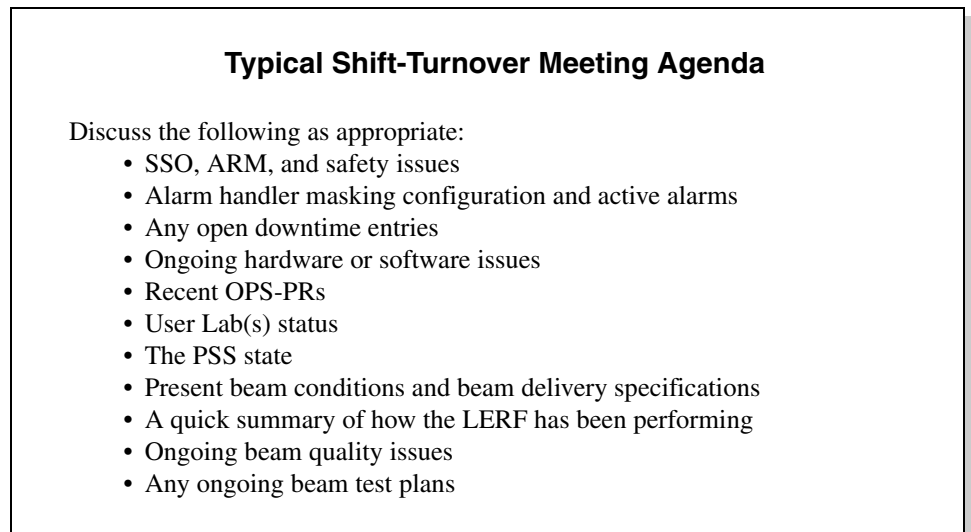 Typical Shift-Turnover Meeting Agenda
Discuss the following as appropriate:
• SSO, ARM, and safety issues
• Alarm handler masking configuration and active alarms
• Any open downtime entries
• Ongoing hardware or software issues
• Recent OPS-PRs
• User Lab(s) status
• The PSS state
• Present beam conditions and beam delivery specifications
• A quick summary of how the LERF has been performing
• Ongoing beam quality issues
• Any ongoing beam test plans